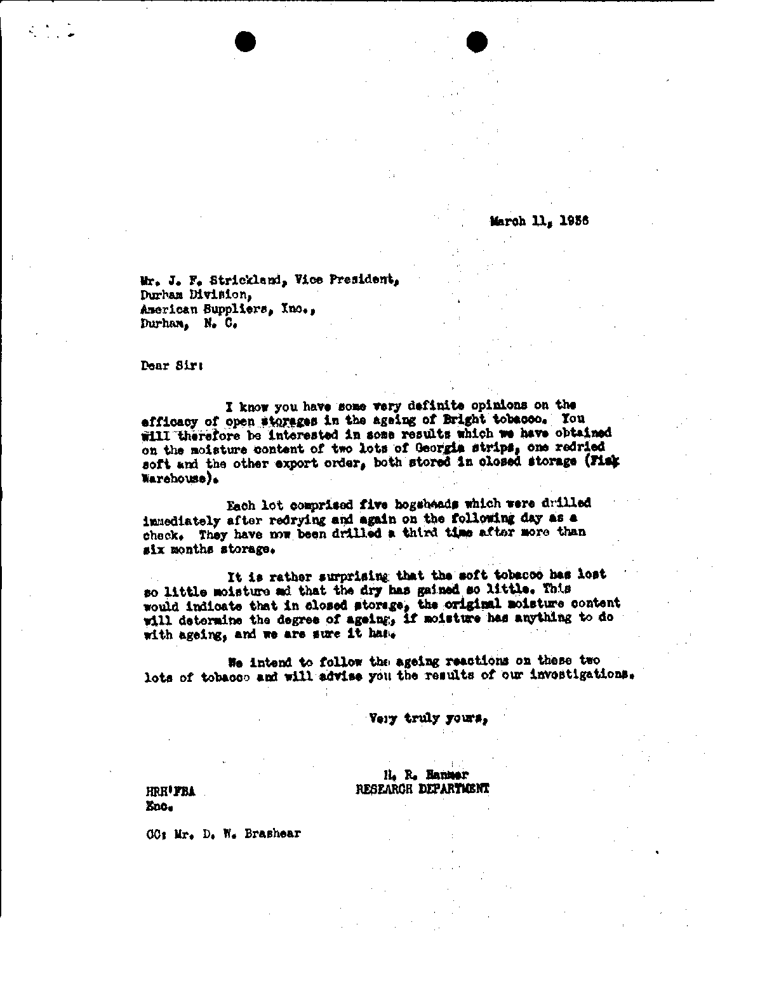 March 11, 1936
Mr. J. F. Strickland, Vice President,
Durham Division,
American Suppliers, Inc.,
Durham, N. C.
Dear Sir:
I know you have some very definite opinions on the
efficacy of open storages in the ageing of Bright tobacco. You
will therefore be interested in some results which we have obtained
on the moisture content of two lots of Georgia strips, one redried
soft and the other export order, both stored in closed storage (Fisk
Warehouse).
Each lot comprised five hogsheads which were drilled
immediately after redrying and again on the following day as a
check. They have now been drilled a third time after more than
six months storage.
It is rather surprising that the soft tobacco has lost
so little moisture and that the dry has gained so little. This
would indicate that in closed storage, the original moisture content
will determine the degree of ageing, if moisture has anything to do
with ageing, and we are sure it has.
We intend to follow the ageing reactions on these two
lots of tobacco and will advise you the results of our investigations.
Very truly yours,
H. R. Hanmer
RESEARCH DEPARTMENT
HRH'FBA
Enc.
CC: Mr. D. W. Brashear